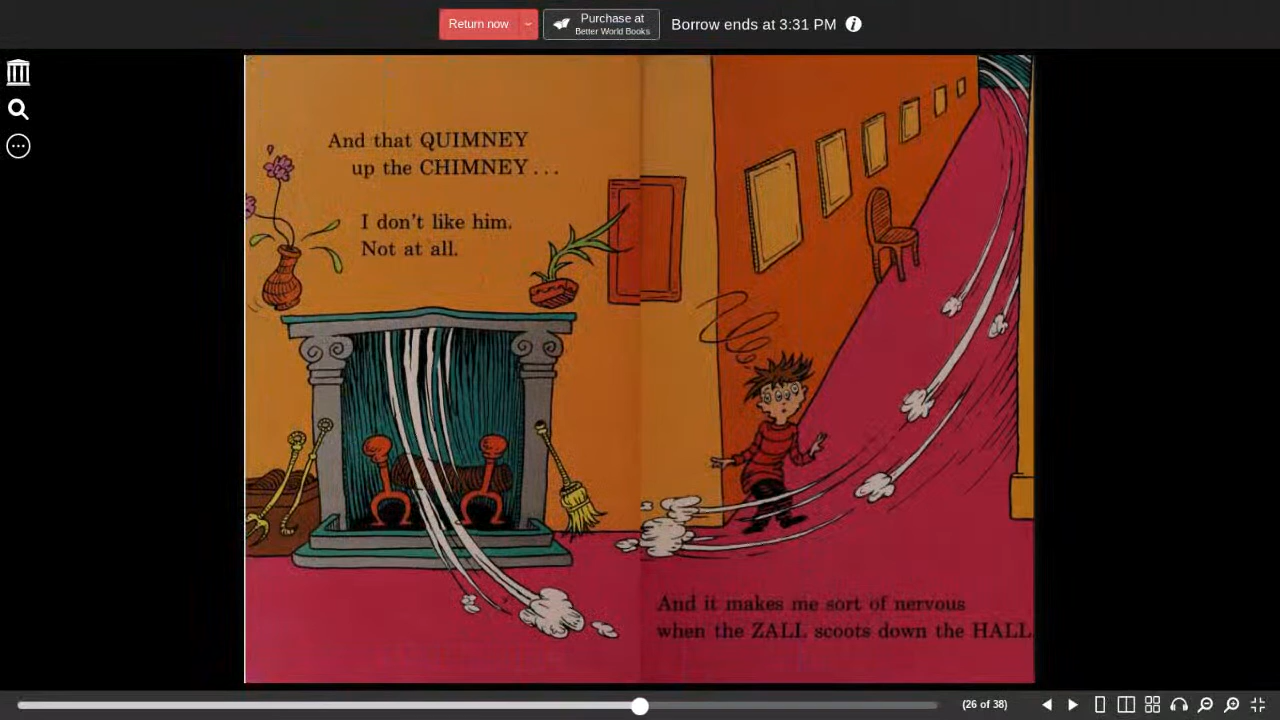 Return now
Purchase at
Better World Books
Borrow ends at 3:31 PM
And that QUIMNEY
up the CHIMNEY . . .
I don't like him.
Not at all.
And it makes me sort of nervous
when the ZALL scoots down the HALL
(26 of 38)